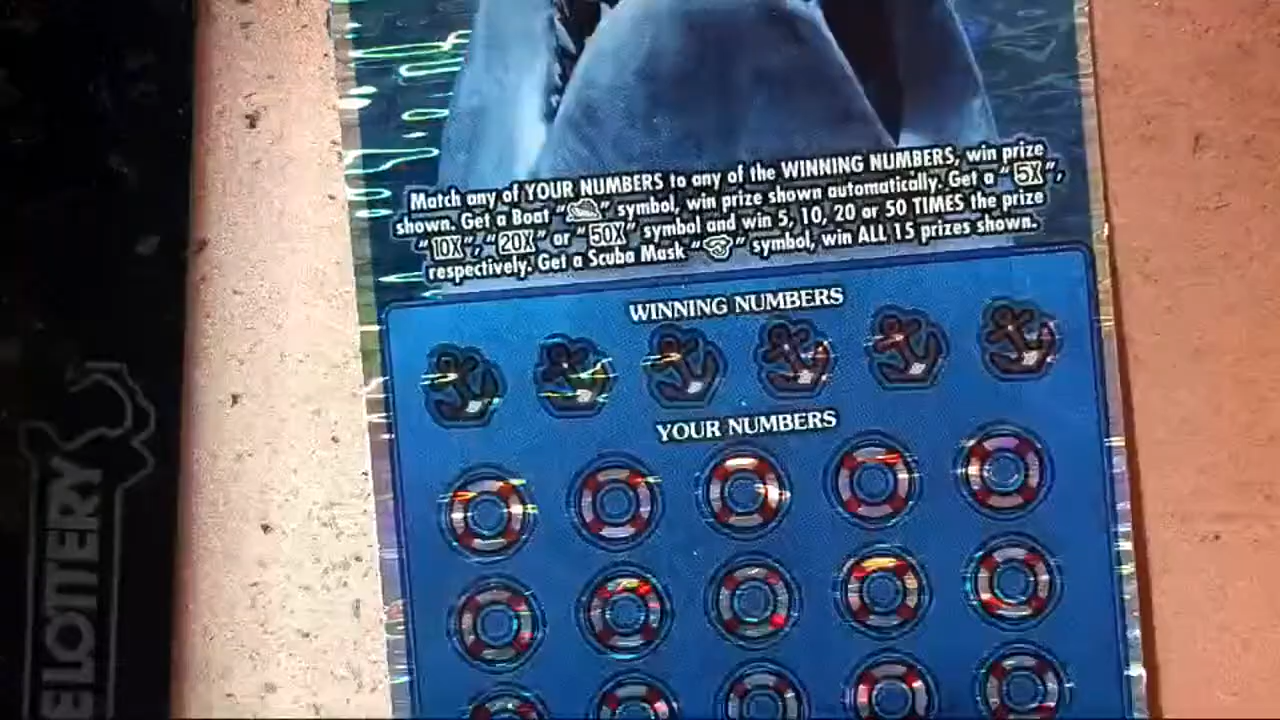 Match any of YOUR NUMBERS to any of the WINNING NUMBERS, win prize
shown. Get a Boat “ ” symbol, win prize shown automatically. Get a “5X”,
“10X”, “20X” or “50X” symbol and win 5, 10, 20 or 50 TIMES the prize
respectively. Get a Scuba Mask “ ” symbol, win ALL 15 prizes shown.
WINNING NUMBERS
YOUR NUMBERS
ELOTTERY